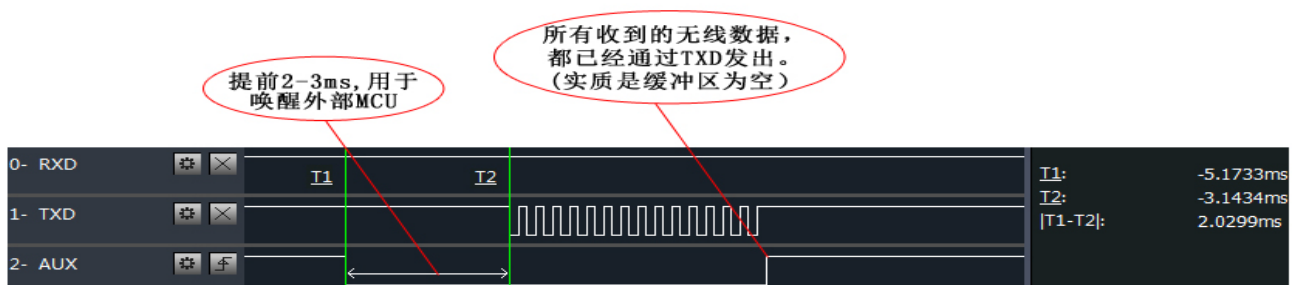 所有收到的无线数据，
都已经通过TXD发出。
(实质是缓冲区为空)
提前2-3ms,用于
唤醒外部MCU
0- RXD
T1
T2
1- TXD
2- AUX
T1: -5.1733ms
T2: -3.1434ms
|T1-T2|: 2.0299ms